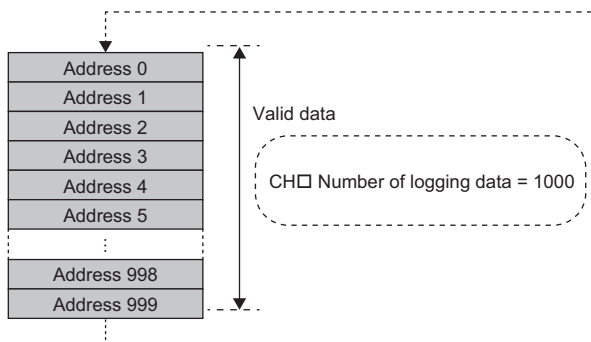 Address 0
Address 1
Address 2
Address 3
Address 4
Address 5
⋮
Address 998
Address 999
Valid data
CH□ Number of logging data = 1000